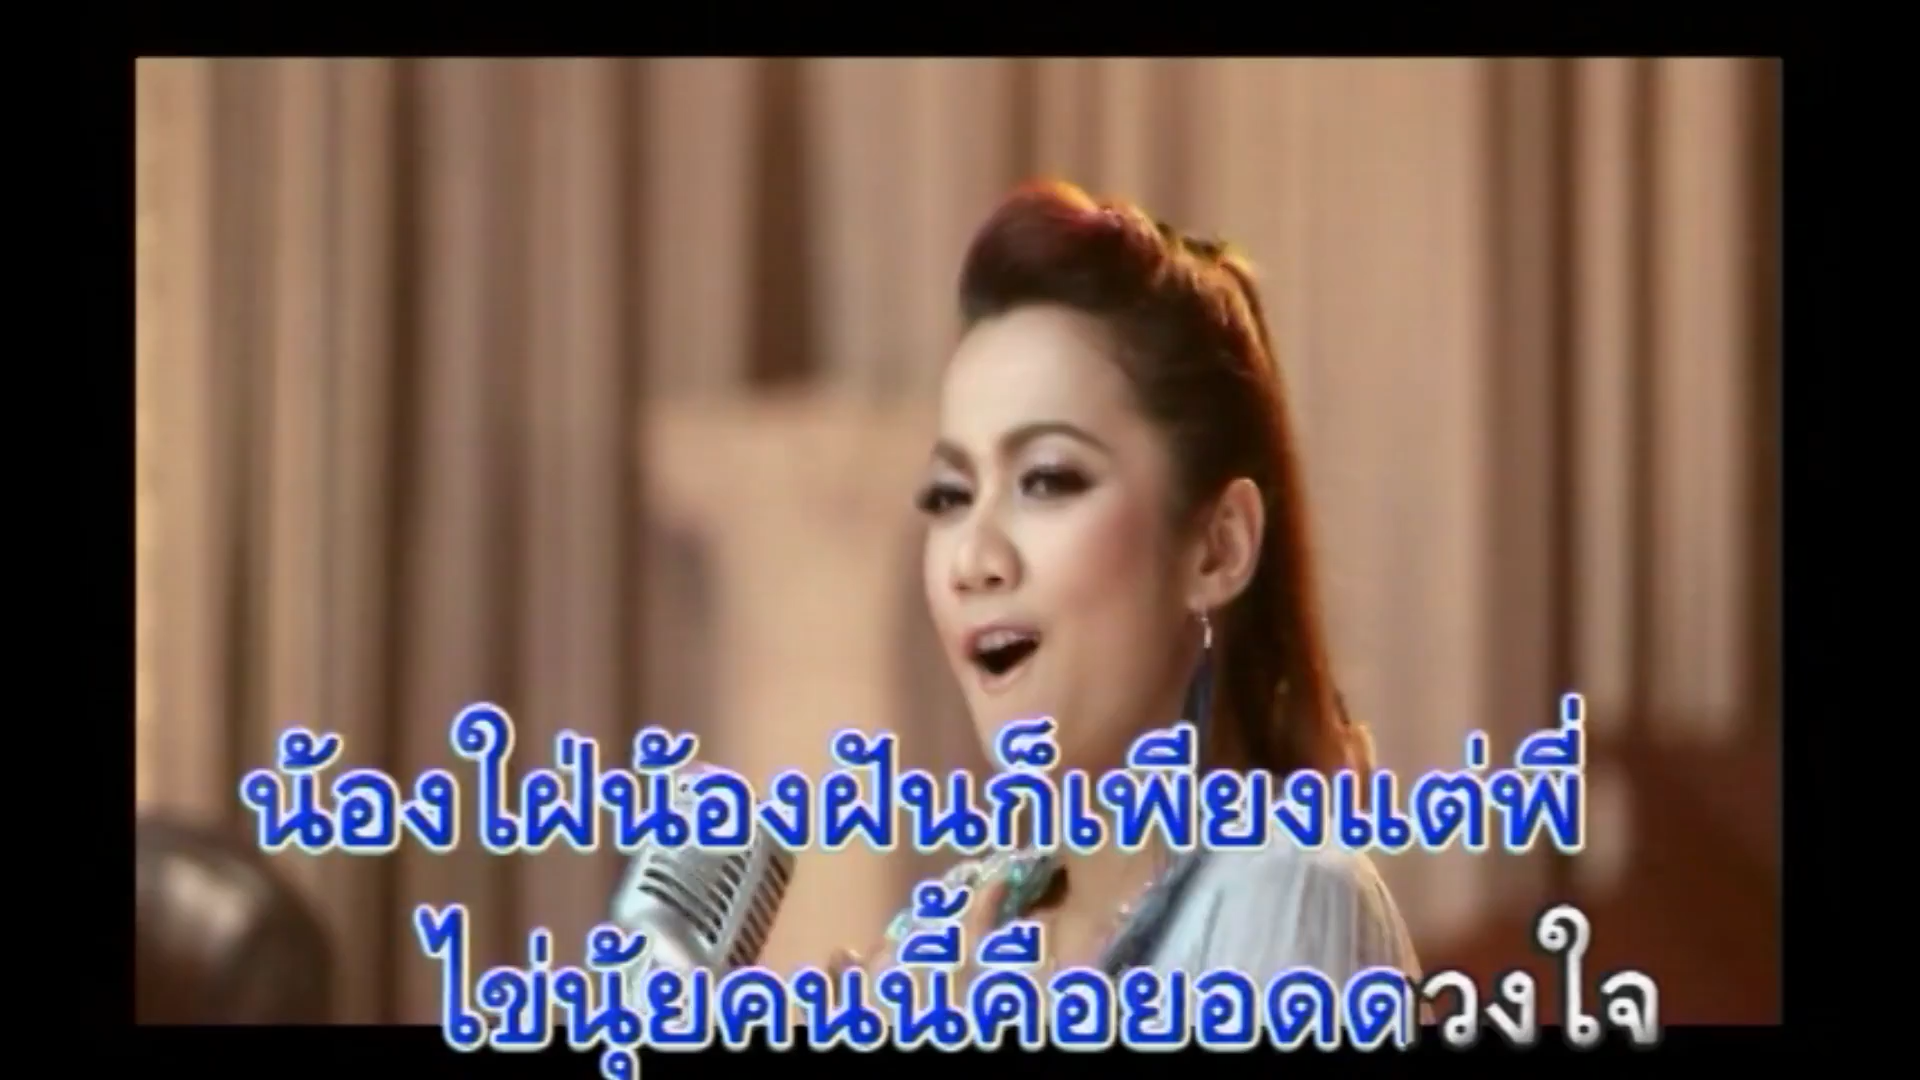 น้องใฝ่น้องฝันก็เพียงแต่พี่
ไข่นุ้ยคนนี้คือยอดดวงใจ